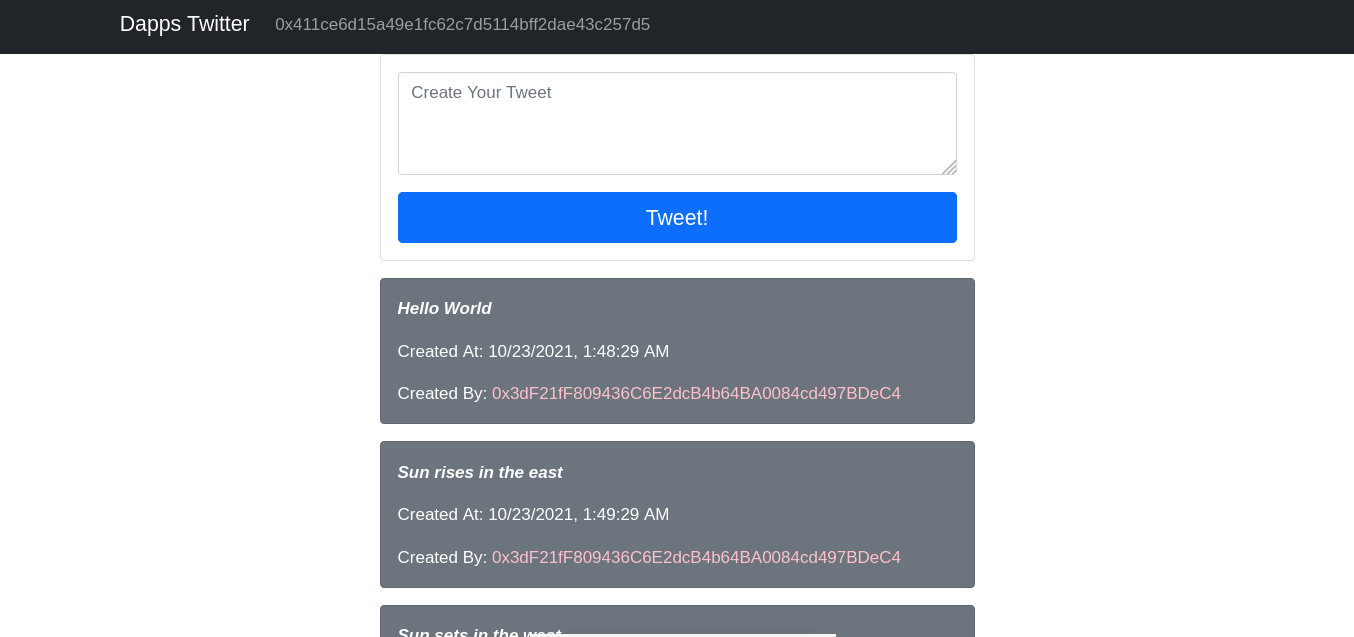 Dapps Twitter 0x411ce6d15a49e1fc62c7d5114bff2dae43c257d5
Create Your Tweet
Tweet!
Hello World
Created At: 10/23/2021, 1:48:29 AM
Created By: 0x3dF21fF809436C6E2dcB4b64BA0084cd497BDeC4
Sun rises in the east
Created At: 10/23/2021, 1:49:29 AM
Created By: 0x3dF21fF809436C6E2dcB4b64BA0084cd497BDeC4
Sun sets in the west